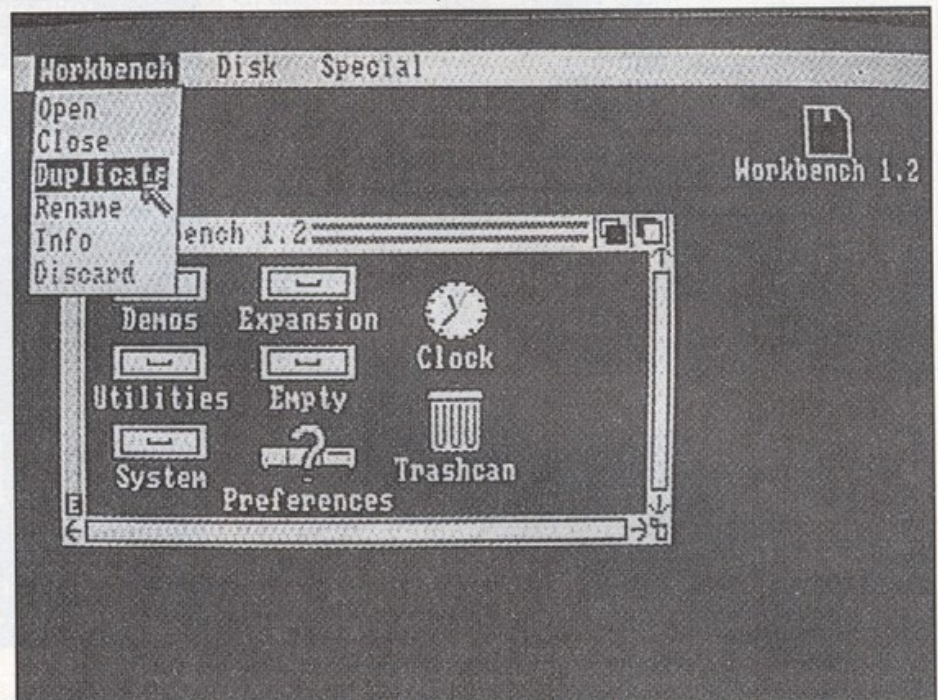 Workbench Disk Special
Open
Close
Duplicate
Rename
Info
Discard
Workbench 1.2
ench 1.2
Demos Expansion
Clock
Utilities Empty
System
Trashcan
Preferences
E